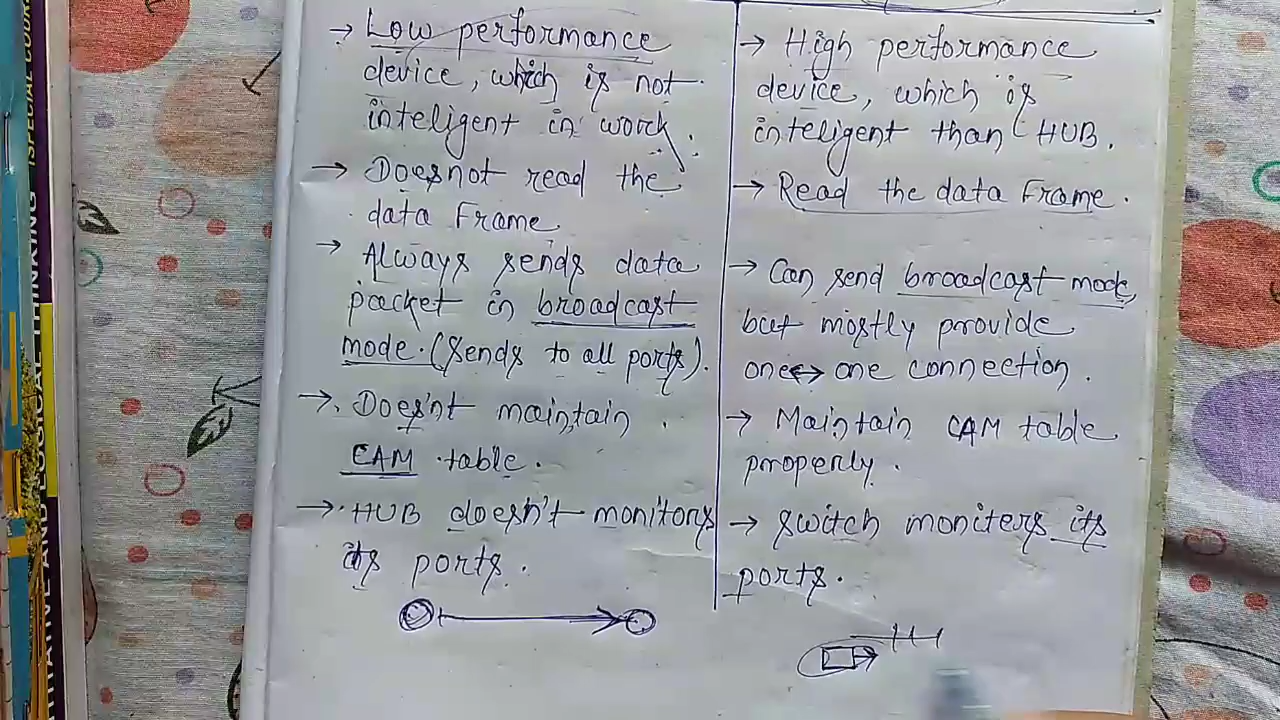 → Low performance
device, which is not
inteligent in work.
→ Doesnot read the
data Frame
→ Always sends data
packet in broadcast
mode. (Sends to all ports).
→. Does'nt maintain
CAM table.
→. HUB doesn't monitors
its ports.
→ High performance
device, which is
inteligent than HUB.
→ Read the data Frame.
→ Can send broadcast mode,
but mostly provide
one↔one connection.
→ Maintain CAM table
properly.
→ switch moniters its
ports.